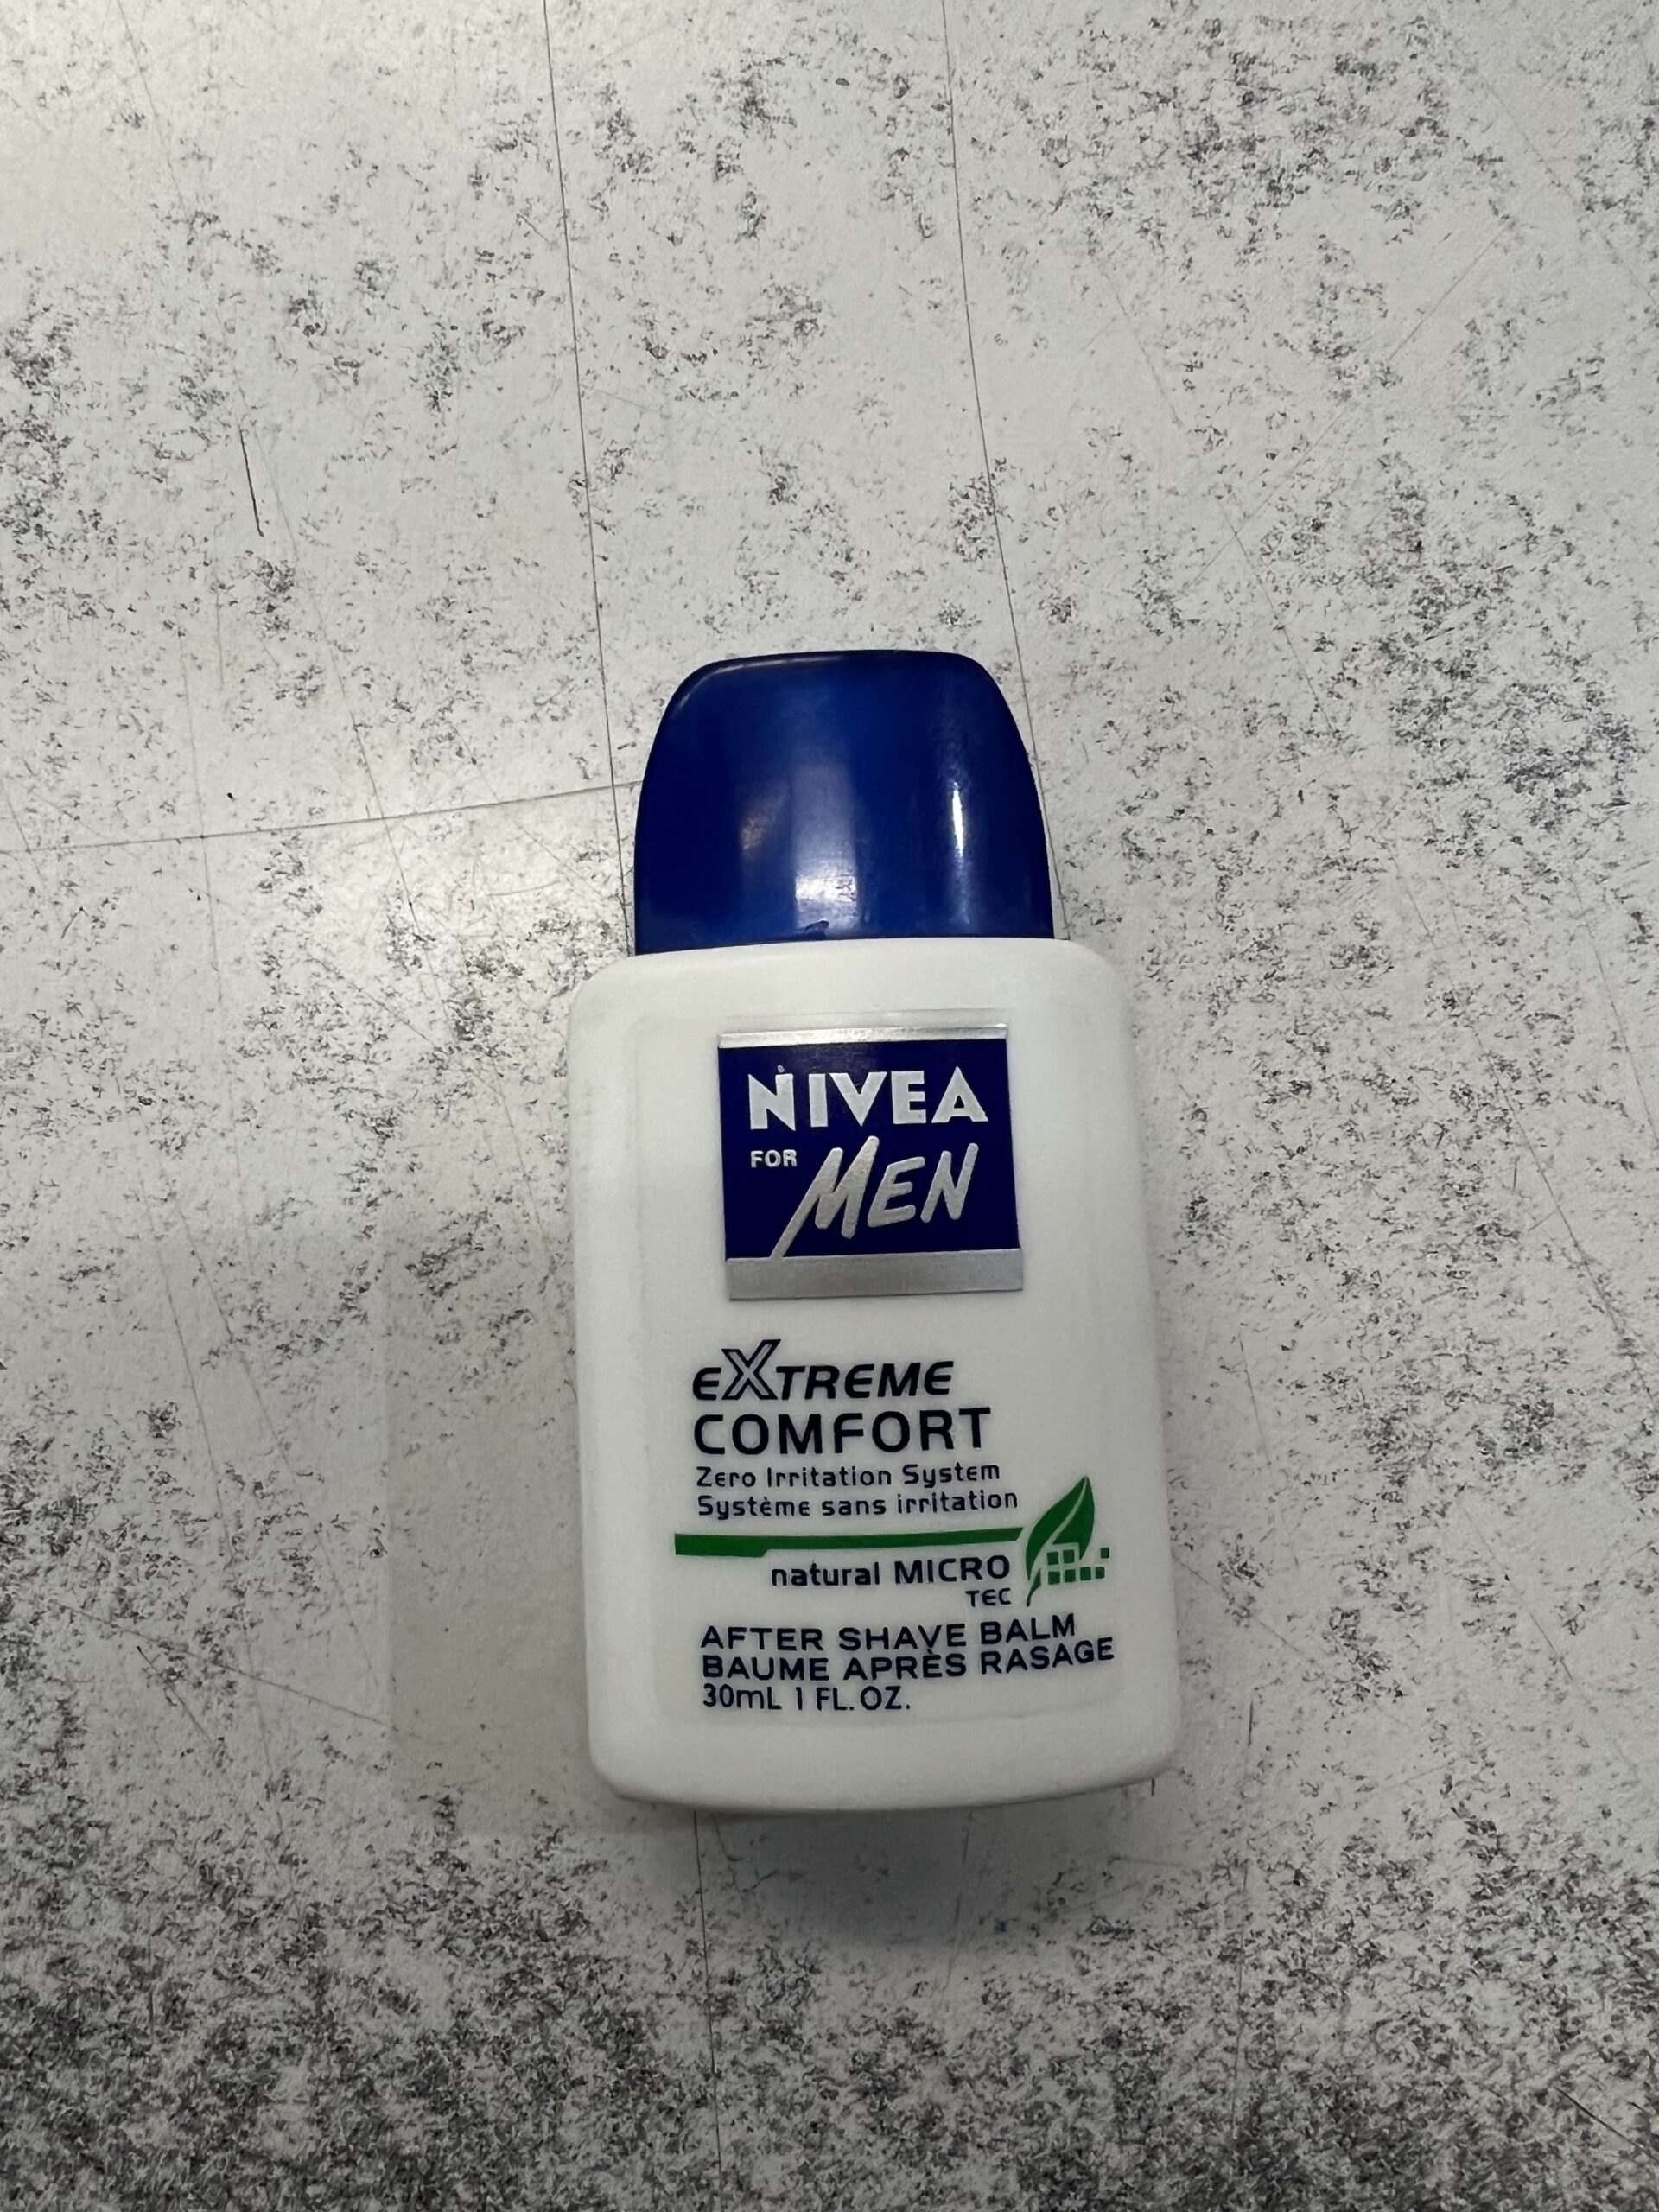 NIVEA
FOR MEN
eXTREME
COMFORT
Zero Irritation System
Système sans irritation
natural MICRO
TEC
AFTER SHAVE BALM
BAUME APRÈS RASAGE
30mL 1 FL.OZ.